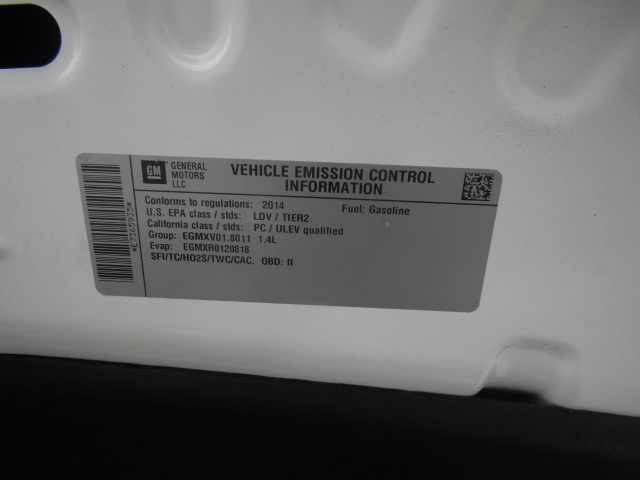 GM GENERAL MOTORS LLC
VEHICLE EMISSION CONTROL
INFORMATION
Conforms to regulations: 2014 Fuel: Gasoline
U.S. EPA class / stds: LDV / TIER2
California class / stds: PC / ULEV qualified
Group: EGMXV01.8011 1.4L
Evap: EGMXR0120818
SFI/TC/HO2S/TWC/CAC, OBD: II
*E7365935*